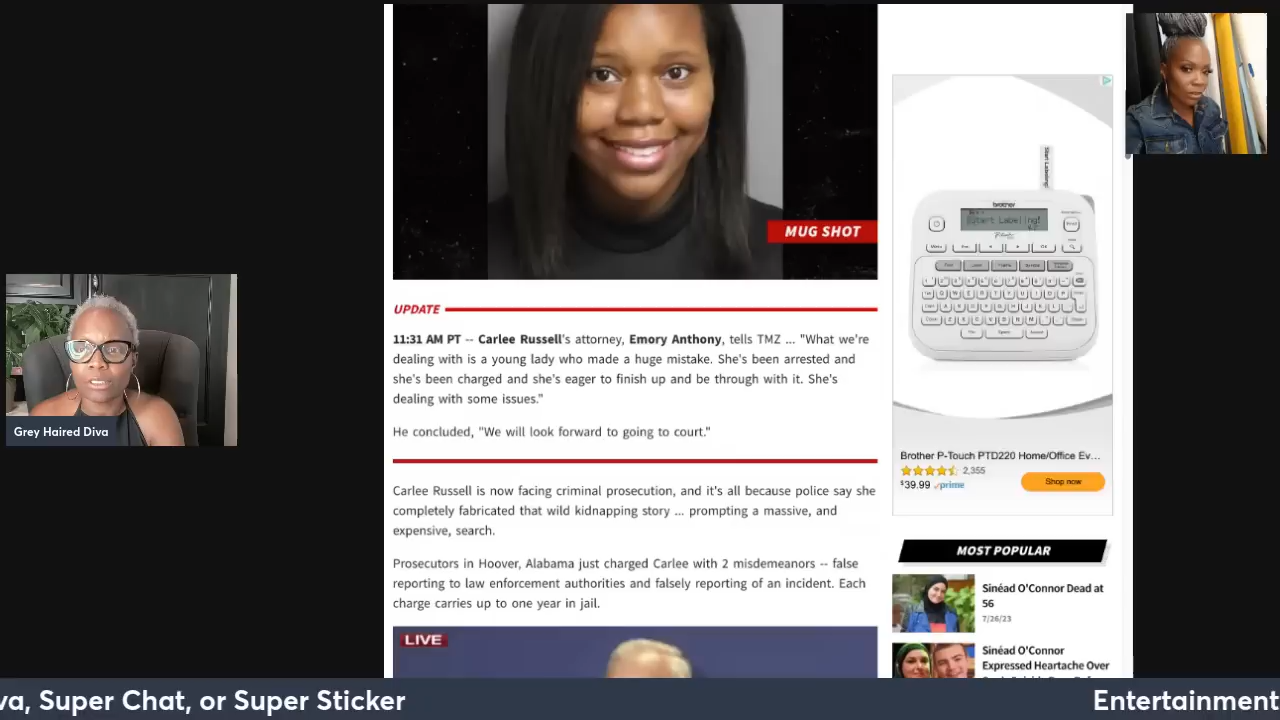 MUG SHOT
UPDATE
11:31 AM PT -- Carlee Russell's attorney, Emory Anthony, tells TMZ ... "What we're
dealing with is a young lady who made a huge mistake. She's been arrested and
she's been charged and she's eager to finish up and be through with it. She's
dealing with some issues."
He concluded, "We will look forward to going to court."
Carlee Russell is now facing criminal prosecution, and it's all because police say she
completely fabricated that wild kidnapping story ... prompting a massive, and
expensive, search.
Prosecutors in Hoover, Alabama just charged Carlee with 2 misdemeanors -- false
reporting to law enforcement authorities and falsely reporting of an incident. Each
charge carries up to one year in jail.
LIVE
Grey Haired Diva
Start Labeling!
brother
Start Labelling!
Brother P-Touch PTD220 Home/Office Ev...
2,355
$39.99 prime
Shop now
MOST POPULAR
Sinéad O'Connor Dead at
56
7/26/23
Sinéad O'Connor
Expressed Heartache Over
va, Super Chat, or Super Sticker
Entertainment